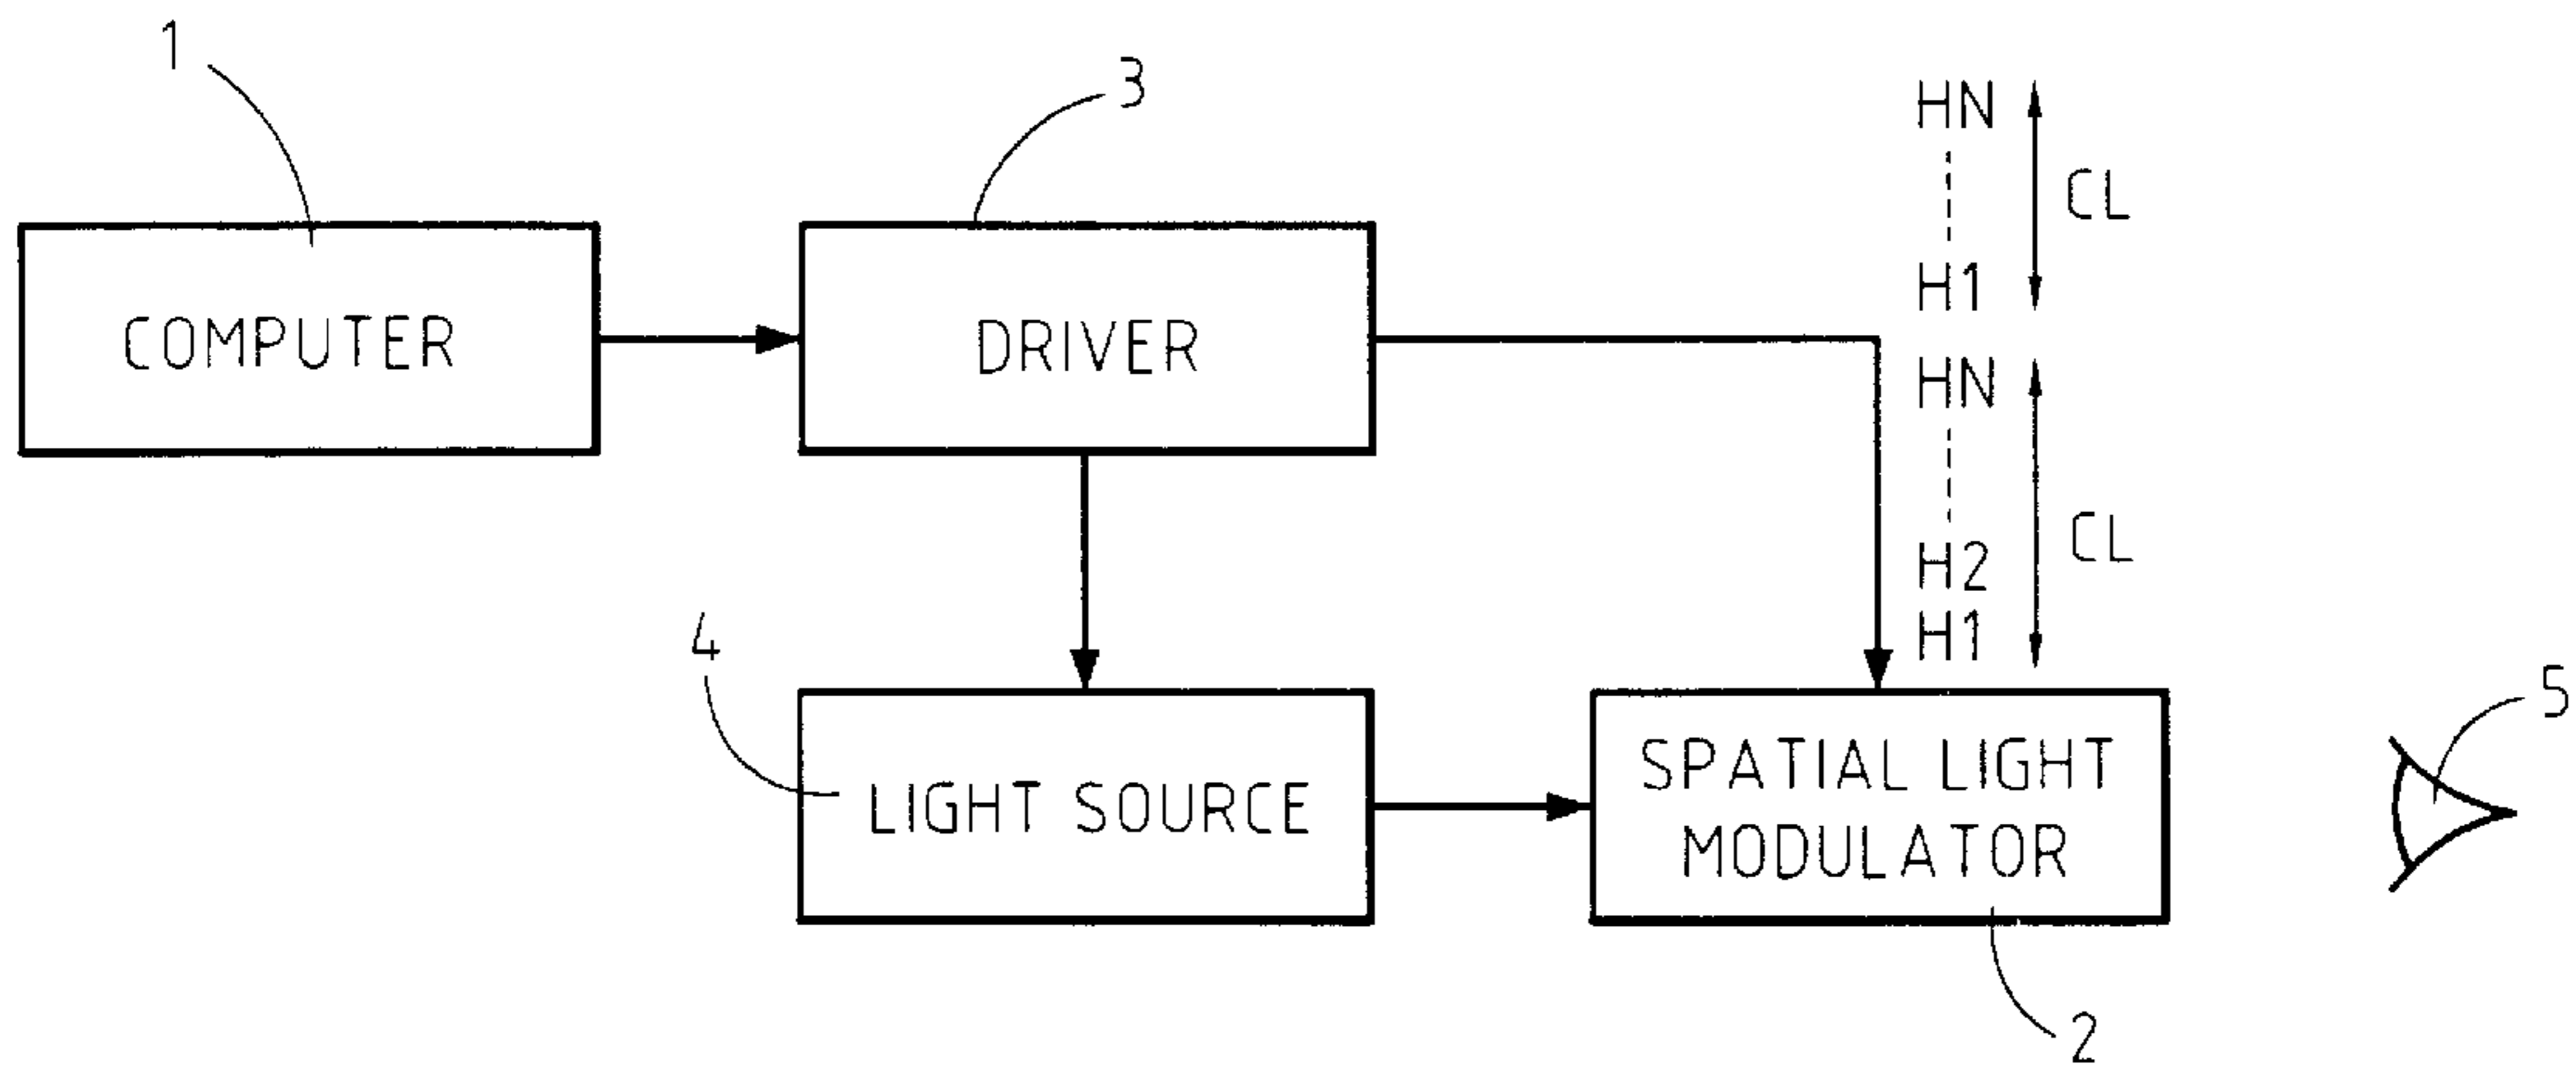 1
3
HN
CL
H1
COMPUTER
DRIVER
HN
CL
H2
H1
4
5
LIGHT SOURCE
SPATIAL LIGHT
MODULATOR
2